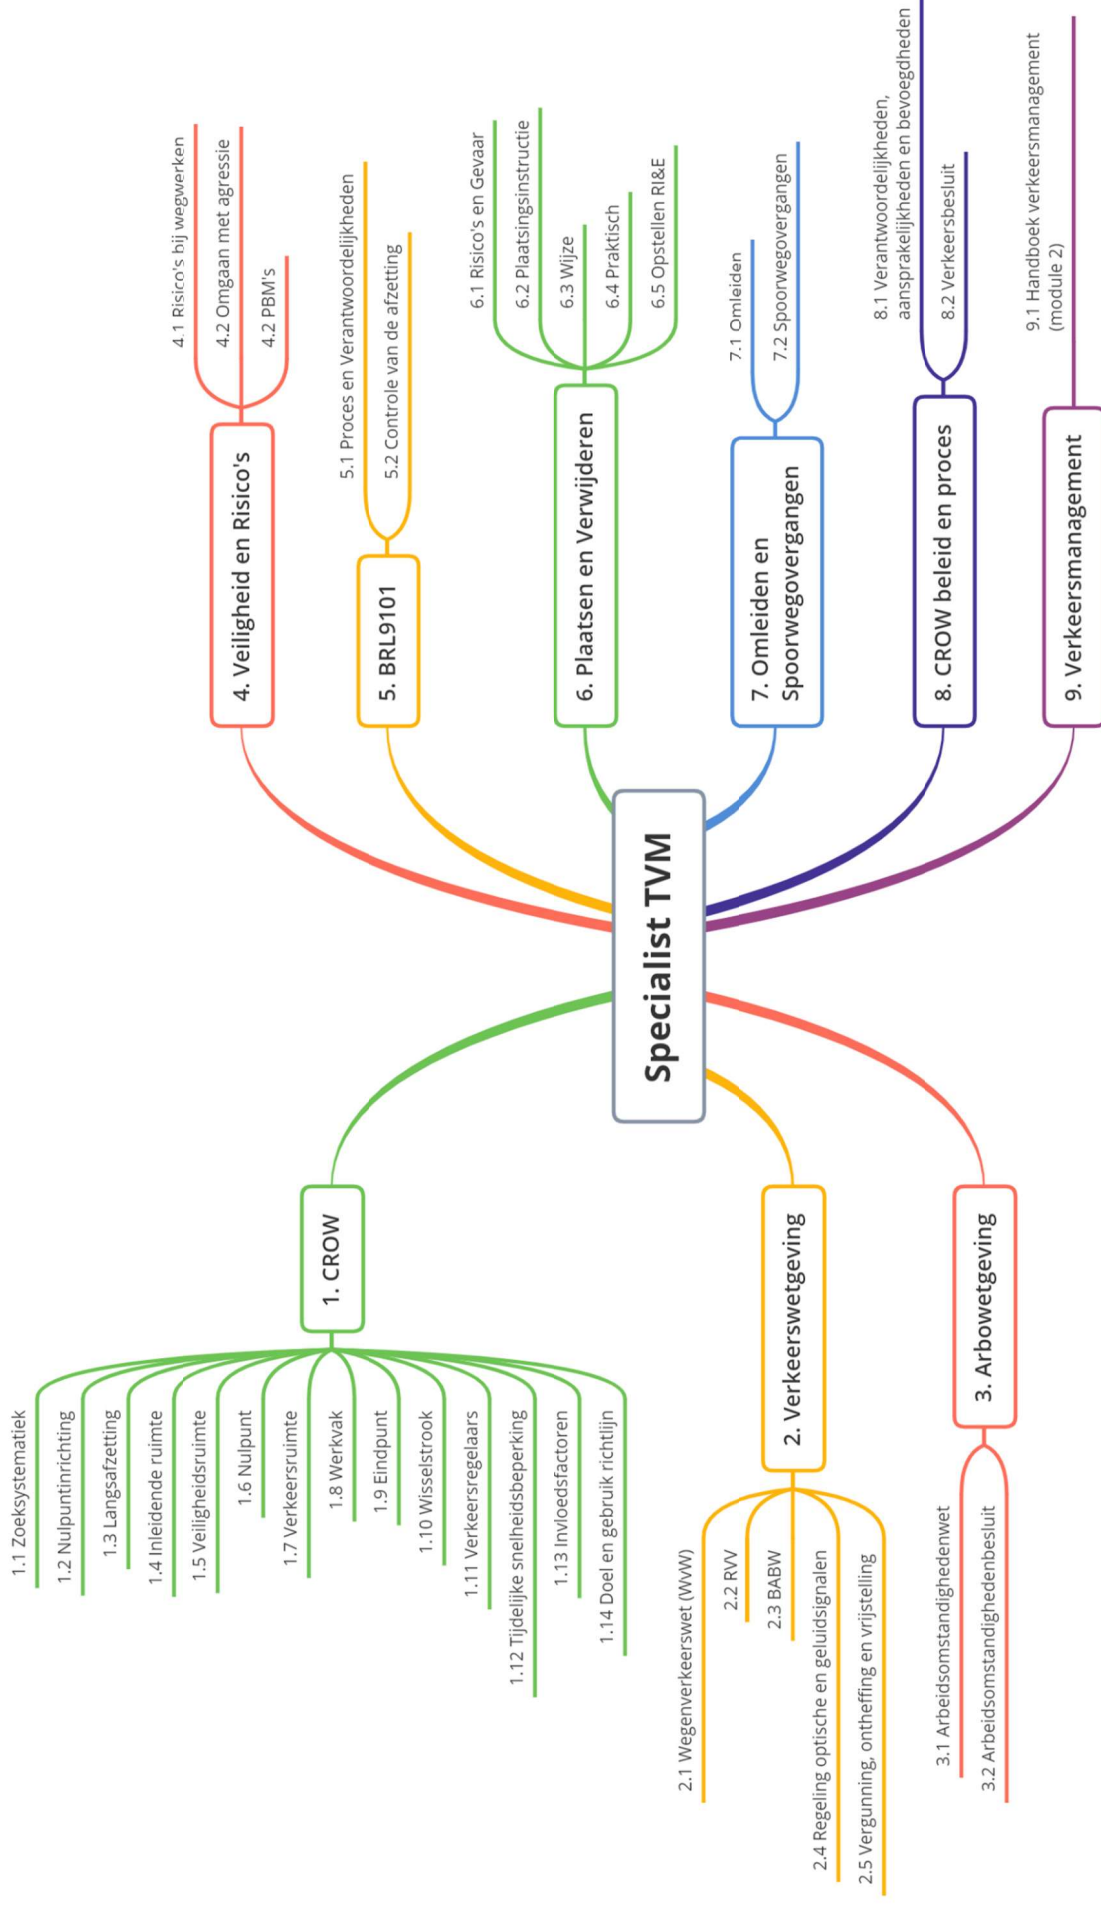 Specialist TVM
1. CROW
1.1 Zoeksystematiek
1.2 Nulpuntinrichting
1.3 Langsafzetting
1.4 Inleidende ruimte
1.5 Veiligheidsruimte
1.6 Nulpunt
1.7 Verkeersruimte
1.8 Werkvak
1.9 Eindpunt
1.10 Wisselstrook
1.11 Verkeersregelaars
1.12 Tijdelijke snelheidsbeperking
1.13 Invloedsfactoren
1.14 Doel en gebruik richtlijn
2. Verkeerswetgeving
2.1 Wegenverkeerswet (WvW)
2.2 RVV
2.3 BABW
2.4 Regeling optische en geluidsignalen
2.5 Vergunning, ontheffing en vrijstelling
3. Arbowetgeving
3.1 Arbeidsomstandighedenwet
3.2 Arbeidsomstandighedenbesluit
4. Veiligheid en Risico's
4.1 Risico's bij wegwerken
4.2 Omgaan met agressie
4.2 PBM's
5. BRL9101
5.1 Proces en Verantwoordelijkheden
5.2 Controle van de afzetting
6. Plaatsen en Verwijderen
6.1 Risico's en Gevaar
6.2 Plaatsingsinstructie
6.3 Wijze
6.4 Praktisch
6.5 Opstellen RI&E
7. Omleiden en
Spoorwegovergangen
7.1 Omleiden
7.2 Spoorwegovergangen
8. CROW beleid en proces
8.1 Verantwoordelijkheden,
aansprakelijkheden en bevoegdheden
8.2 Verkeersbesluit
9. Verkeersmanagement
9.1 Handboek verkeersmanagement
(module 2)